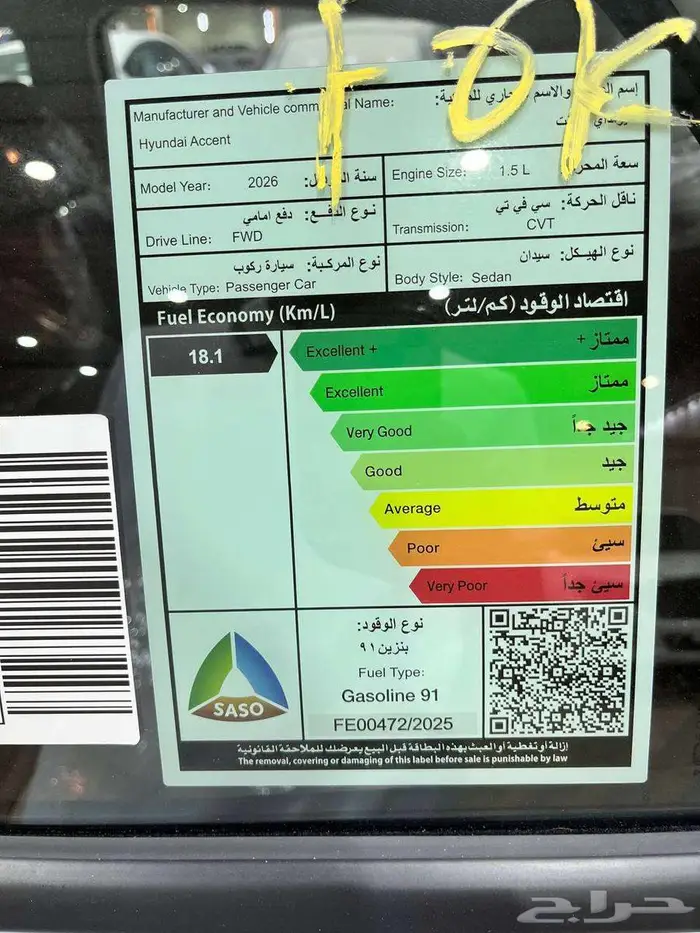 OK
إسم
والاسم
Manufacturer and Vehicle Name:
Hyundai Accent
Model Year: 2026 سنة
Engine Size: 1.5 L سعة
نوع الدفع: دفع امامي
Drive Line: FWD
ناقل الحركة: سي في تي
Transmission: CVT
نوع المركبة: سيارة ركوب
Vehicle Type: Passenger Car
نوع الهيكل: سيدان
Body Style: Sedan
Fuel Economy (Km/L) اقتصاد الوقود (كم/لتر)
18.1
Excellent + ممتاز +
Excellent ممتاز
Very Good جيد جداً
Good جيد
Average متوسط
Poor سيئ
Very Poor سيئ جداً
SASO
نوع الوقود:
بنزين ٩١
Fuel Type:
Gasoline 91
FE00472/2025
إزالة أو تغطية أو العبث بهذه البطاقة قبل البيع يعرضك للملاحقة القانونية
The removal, covering or damaging of this label before sale is punishable by law
حراج